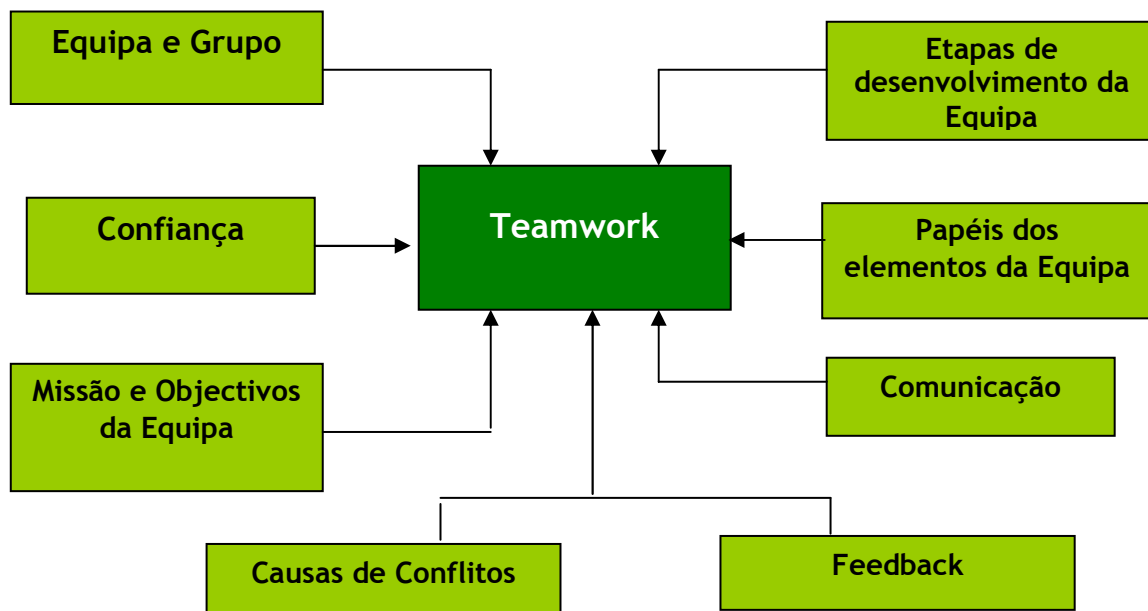 Equipa e Grupo
Etapas de
desenvolvimento da
Equipa
Confiança
Teamwork
Papéis dos
elementos da Equipa
Missão e Objectivos
da Equipa
Comunicação
Causas de Conflitos
Feedback